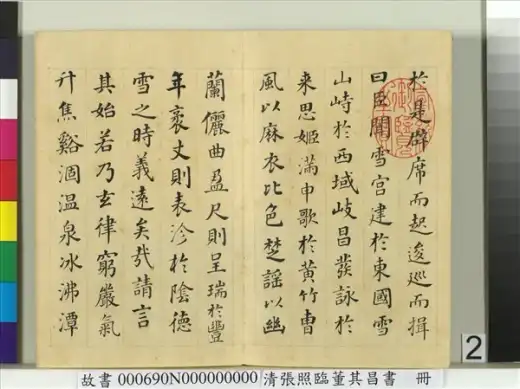 於是辟席而起逡巡而揖
曰臣聞雪宮建於東國雪
山峙於西域岐昌發詠於
来思姬滿申歌於黃竹曹
風以麻衣比色楚謠以幽
蘭儷曲盈尺則呈瑞於豐
年袤丈則表沴於陰德
雪之時義遠矣哉請言
其始若乃玄律窮嚴氣
升焦谿涸温泉冰沸潭
2
故書 000690N000000000 清張照臨董其昌書 冊